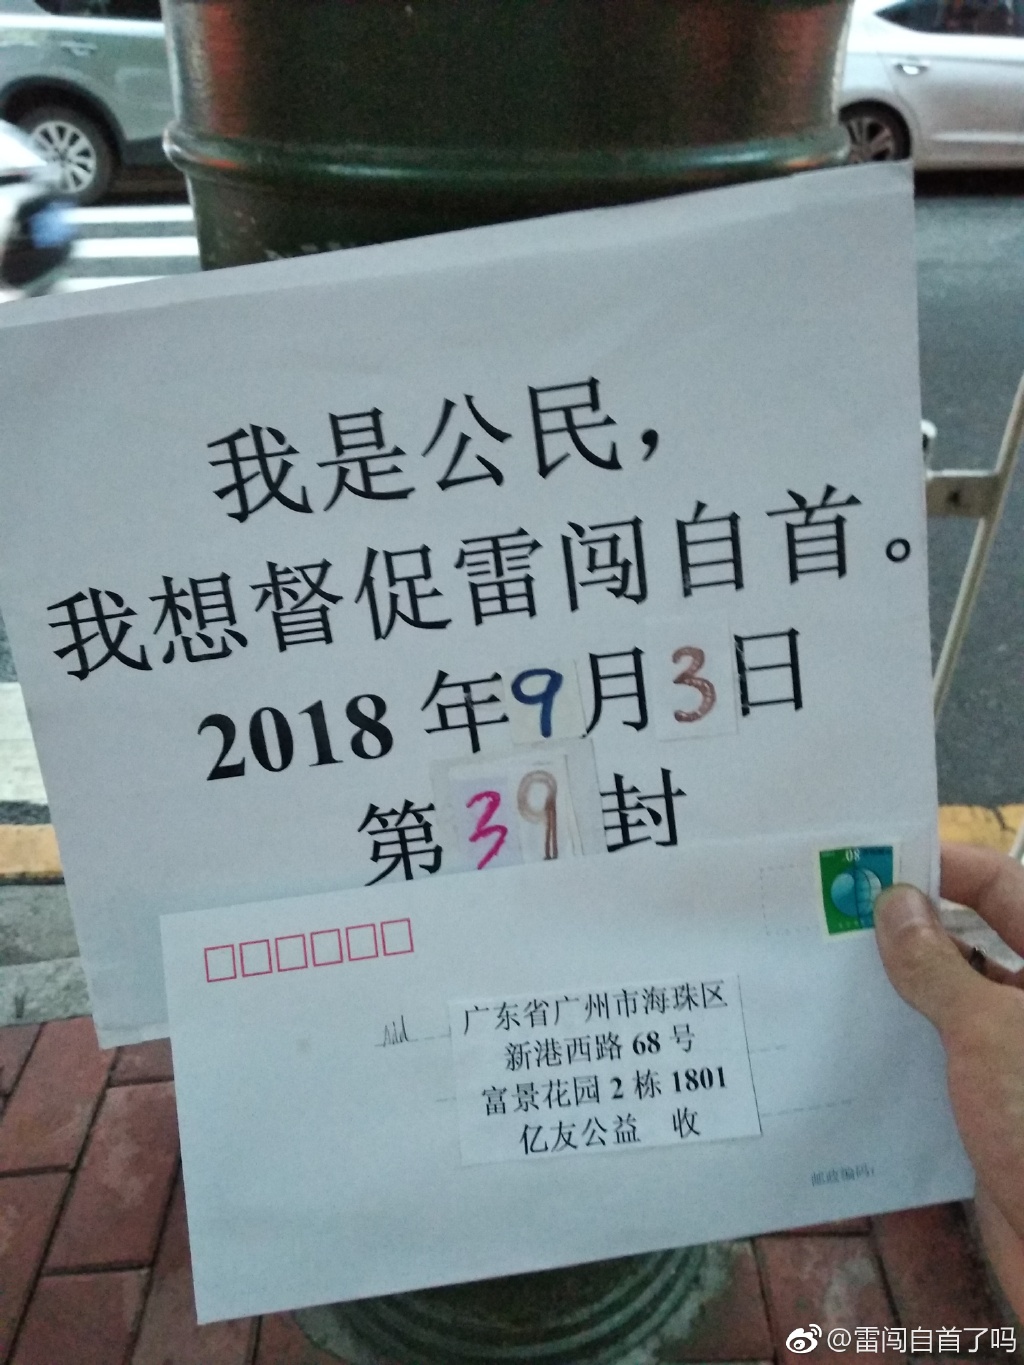 我是公民，
我想督促雷闯自首。
2018 年9月3日
第39封
80
广东省广州市海珠区
新港西路 68 号
富景花园 2 栋 1801
亿友公益 收
邮政编码：
@雷闯自首了吗